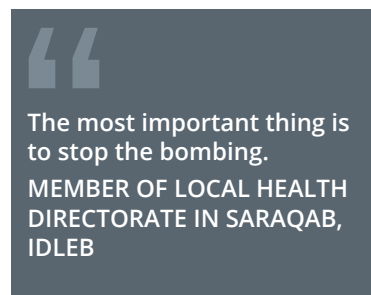 “
The most important thing is
to stop the bombing.
MEMBER OF LOCAL HEALTH
DIRECTORATE IN SARAQAB,
IDLEB